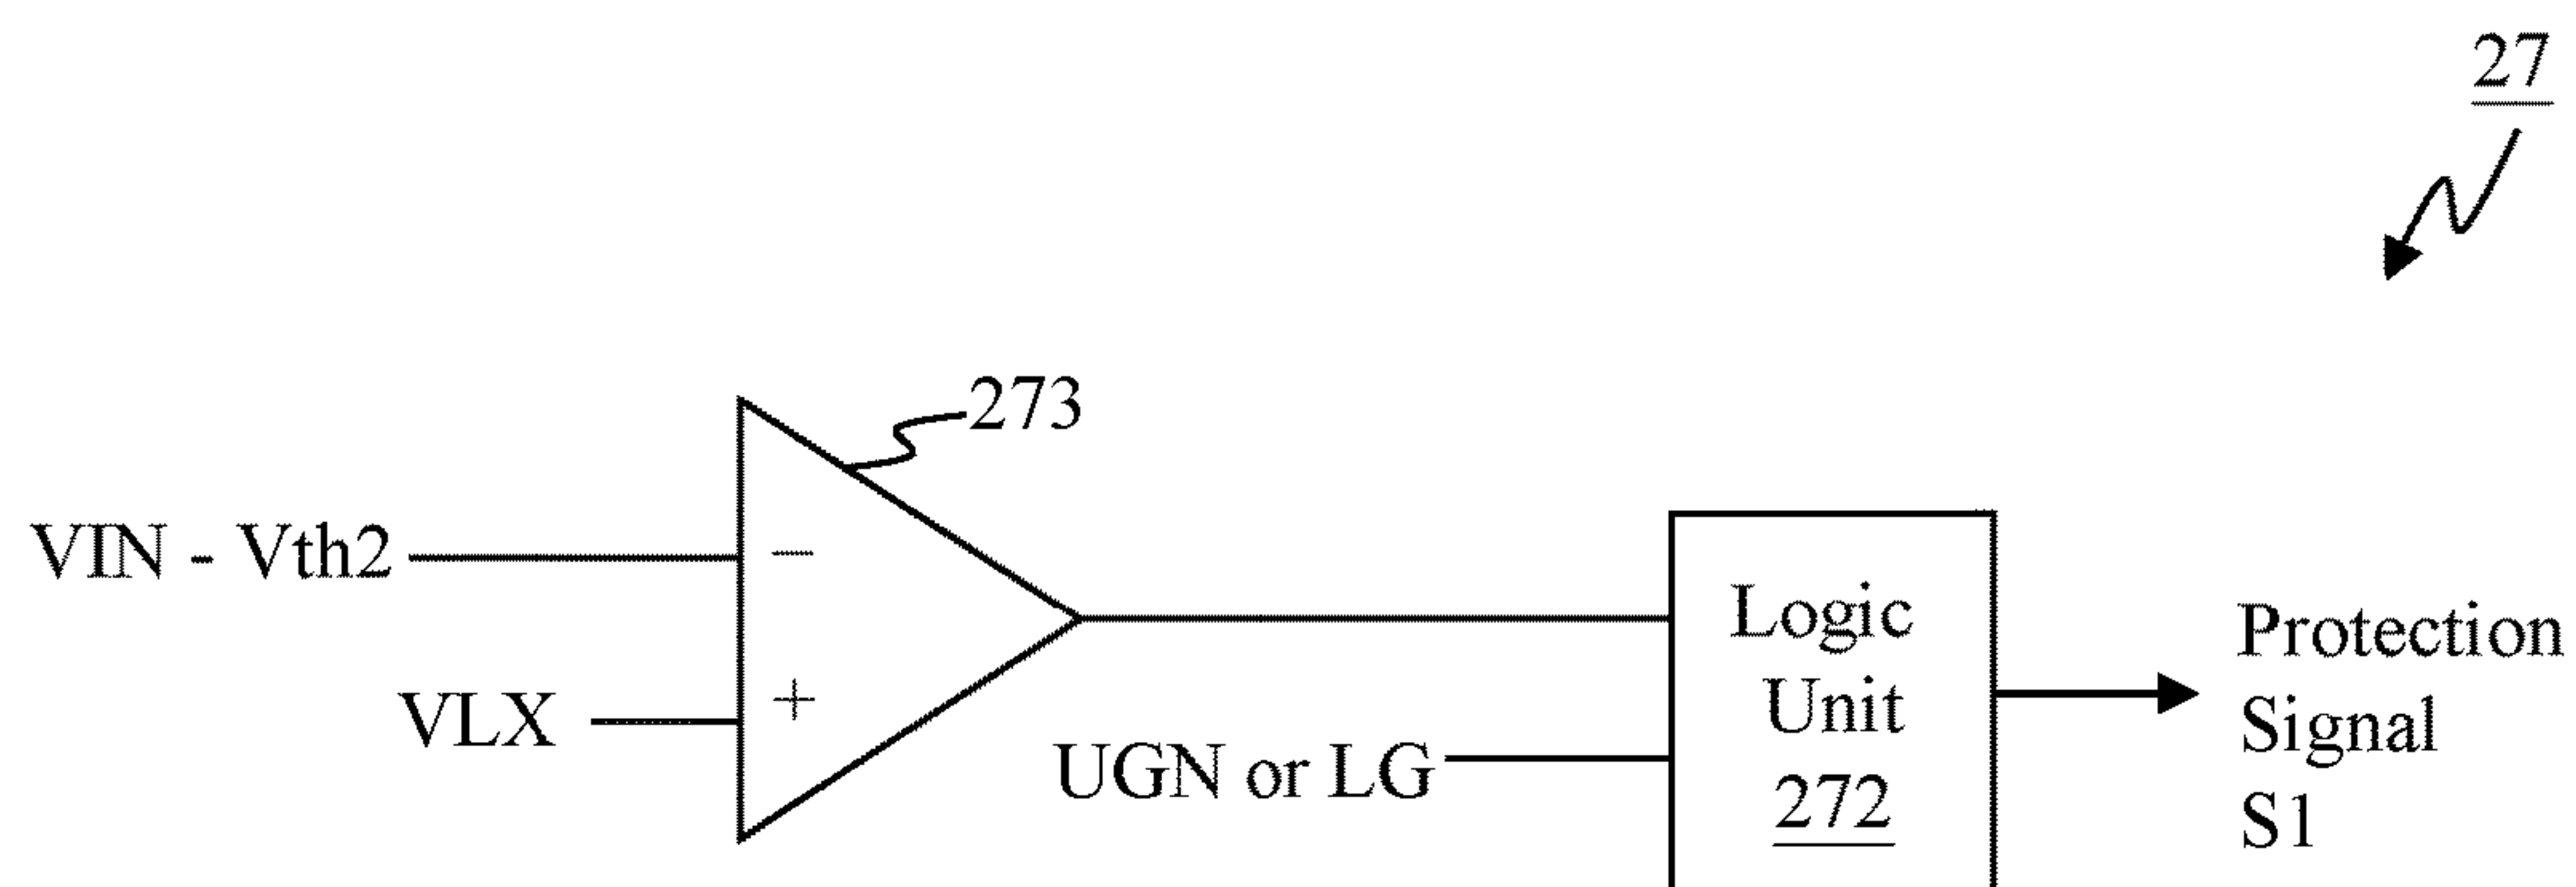 27
273
VIN - Vth2
−
VLX
+
UGN or LG
Logic
Unit
272
Protection
Signal
S1